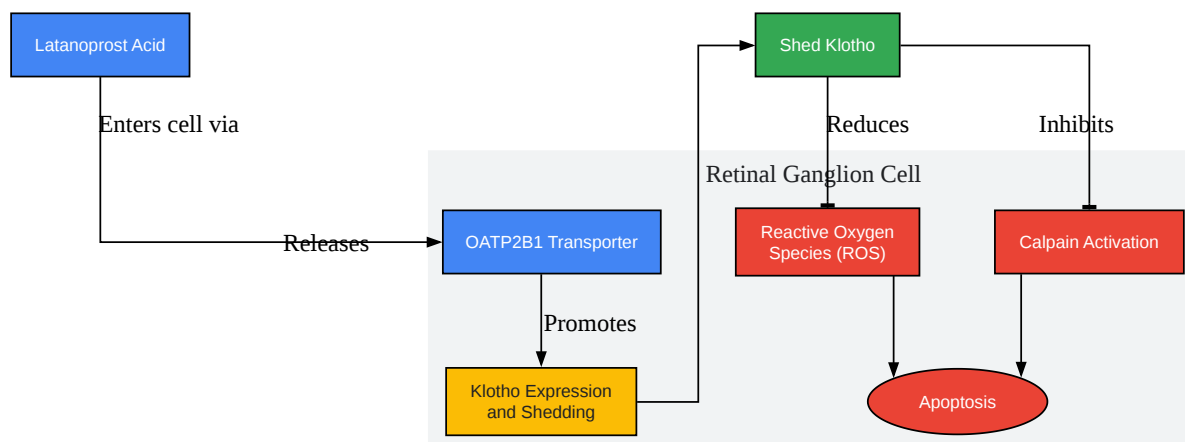 Latanoprost Acid
Shed Klotho
Enters cell via
Reduces
Inhibits
Retinal Ganglion Cell
Releases
OATP2B1 Transporter
Reactive Oxygen
Species (ROS)
Calpain Activation
Promotes
Klotho Expression
and Shedding
Apoptosis